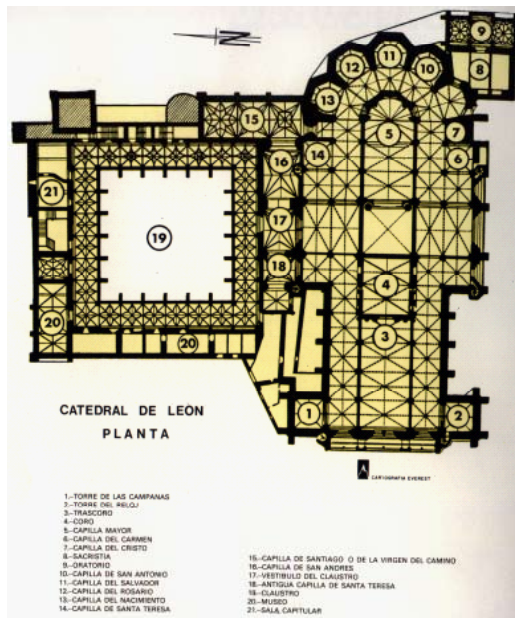 N
9
8
11
12
10
13
15
5
7
14
6
16
21
17
19
18
4
20
3
20
1
2
CATEDRAL DE LEON
PLANTA
CARTOGRAFIA EVEREST
1.-TORRE DE LAS CAMPANAS
2.-TORRE DEL RELOJ
3.-TRASCORO
4.-CORO
5.-CAPILLA MAYOR
6.-CAPILLA DEL CARMEN
7.-CAPILLA DEL CRISTO
8.-SACRISTIA
9.-ORATORIO
10.-CAPILLA DE SAN ANTONIO
11.-CAPILLA DEL SALVADOR
12.-CAPILLA DEL ROSARIO
13.-CAPILLA DEL NACIMIENTO
14.-CAPILLA DE SANTA TERESA
15.-CAPILLA DE SANTIAGO O DE LA VIRGEN DEL CAMINO
16.-CAPILLA DE SAN ANDRES
17.-VESTIBULO DEL CLAUSTRO
18.-ANTIGUA CAPILLA DE SANTA TERESA
19.-CLAUSTRO
20.-MUSEO
21.-SALA CAPITULAR